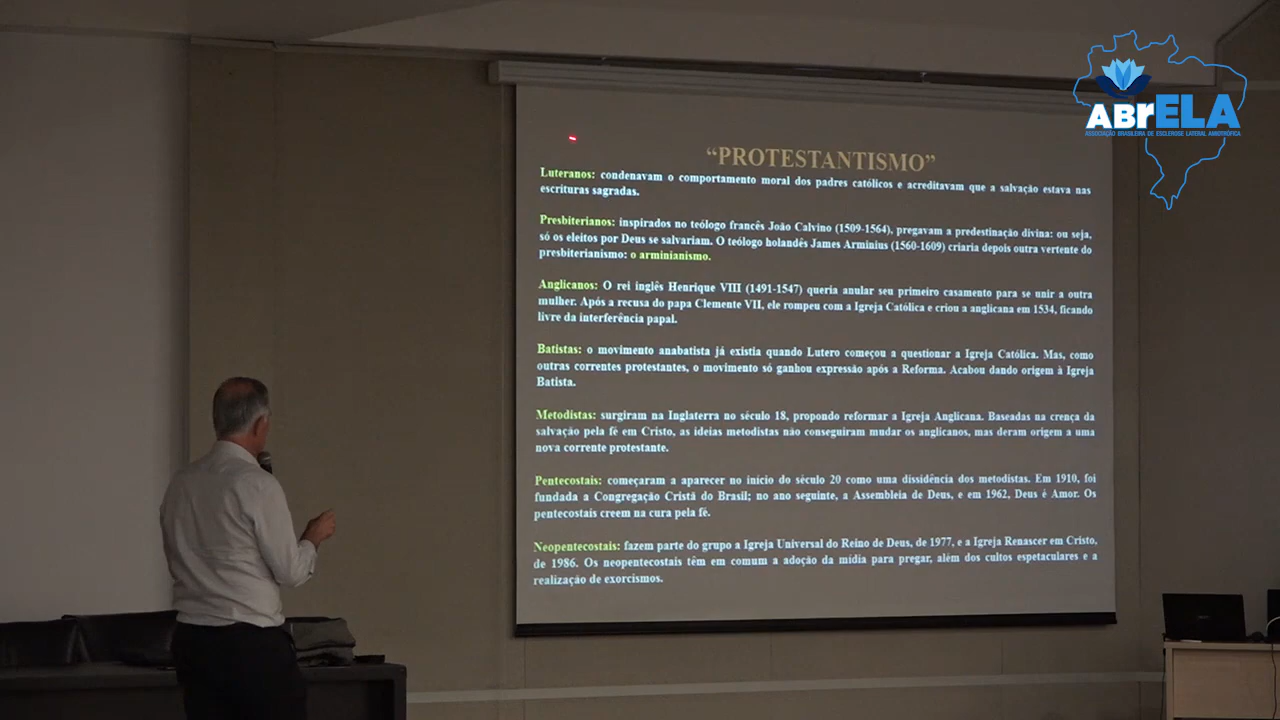 ABrELA
ASSOCIAÇÃO BRASILEIRA DE ESCLEROSE LATERAL AMIOTRÓFICA
“PROTESTANTISMO”
Luteranos: condenavam o comportamento moral dos padres católicos e acreditavam que a salvação estava nas
escrituras sagradas.
Presbiterianos: inspirados no teólogo francês João Calvino (1509-1564), pregavam a predestinação divina: ou seja,
só os eleitos por Deus se salvariam. O teólogo holandês James Arminius (1560-1609) criaria depois outra vertente do
presbiterianismo: o arminianismo.
Anglicanos: O rei inglês Henrique VIII (1491-1547) queria anular seu primeiro casamento para se unir a outra
mulher. Após a recusa do papa Clemente VII, ele rompeu com a Igreja Católica e criou a anglicana em 1534, ficando
livre da interferência papal.
Batistas: o movimento anabatista já existia quando Lutero começou a questionar a Igreja Católica. Mas, como
outras correntes protestantes, o movimento só ganhou expressão após a Reforma. Acabou dando origem à Igreja
Batista.
Metodistas: surgiram na Inglaterra no século 18, propondo reformar a Igreja Anglicana. Baseadas na crença da
salvação pela fé em Cristo, as ideias metodistas não conseguiram mudar os anglicanos, mas deram origem a uma
nova corrente protestante.
Pentecostais: começaram a aparecer no início do século 20 como uma dissidência dos metodistas. Em 1910, foi
fundada a Congregação Cristã do Brasil; no ano seguinte, a Assembleia de Deus, e em 1962, Deus é Amor. Os
pentecostais creem na cura pela fé.
Neopentecostais: fazem parte do grupo a Igreja Universal do Reino de Deus, de 1977, e a Igreja Renascer em Cristo,
de 1986. Os neopentecostais têm em comum a adoção da mídia para pregar, além dos cultos espetaculares e a
realização de exorcismos.